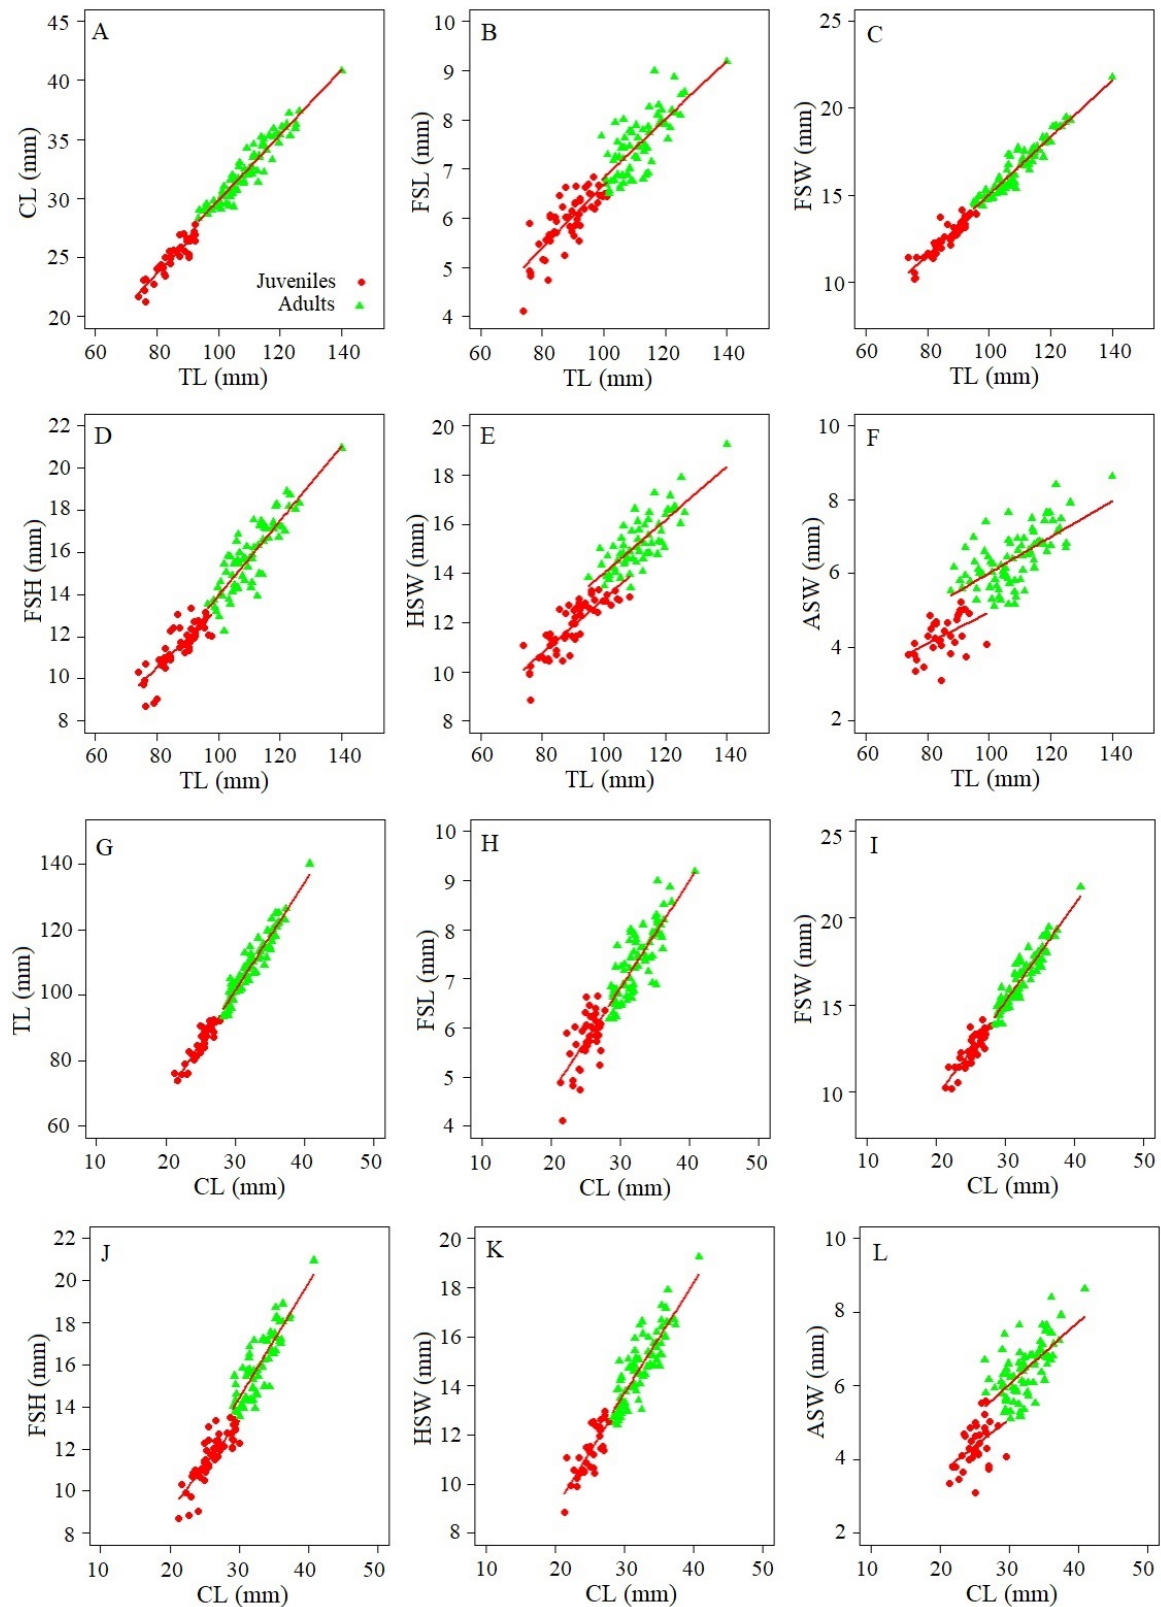 A
CL (mm)
45
40
35
30
25
20
Juveniles
Adults
60 80 100 120 140
TL (mm)
B
FSL (mm)
10
9
8
7
6
5
4
60 80 100 120 140
TL (mm)
C
FSW (mm)
25
20
15
10
60 80 100 120 140
TL (mm)
D
FSH (mm)
22
20
18
16
14
12
10
8
60 80 100 120 140
TL (mm)
E
HSW (mm)
20
18
16
14
12
10
8
60 80 100 120 140
TL (mm)
F
ASW (mm)
10
8
6
4
2
60 80 100 120 140
TL (mm)
G
TL (mm)
140
120
100
80
60
10 20 30 40 50
CL (mm)
H
FSL (mm)
10
9
8
7
6
5
4
10 20 30 40 50
CL (mm)
I
FSW (mm)
25
20
15
10
10 20 30 40 50
CL (mm)
J
FSH (mm)
22
20
18
16
14
12
10
8
10 20 30 40 50
CL (mm)
K
HSW (mm)
20
18
16
14
12
10
8
10 20 30 40 50
CL (mm)
L
ASW (mm)
10
8
6
4
2
10 20 30 40 50
CL (mm)